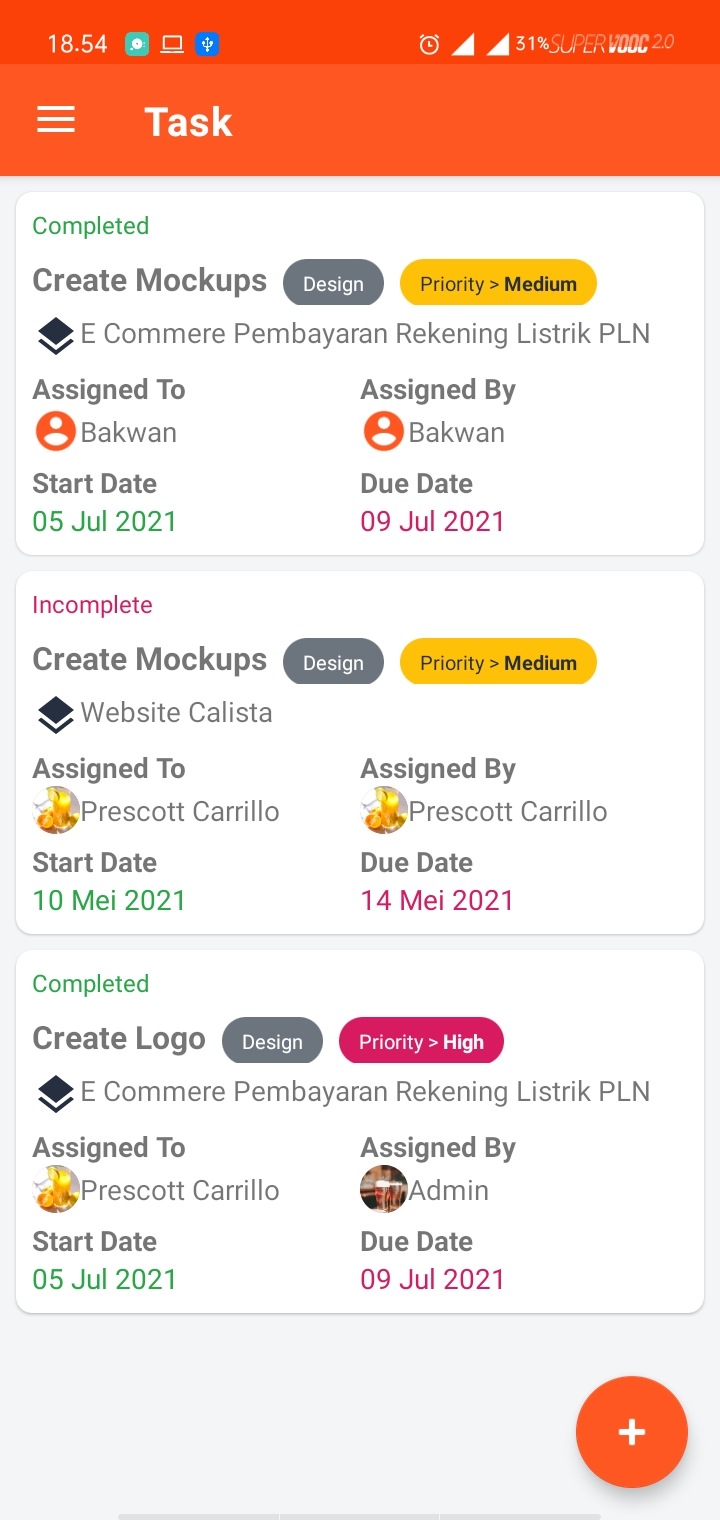 18.54 31% SUPERVOOC 2.0
Task
Completed
Create Mockups Design Priority > Medium
E Commere Pembayaran Rekening Listrik PLN
Assigned To Assigned By
Bakwan Bakwan
Start Date Due Date
05 Jul 2021 09 Jul 2021
Incomplete
Create Mockups Design Priority > Medium
Website Calista
Assigned To Assigned By
Prescott Carrillo Prescott Carrillo
Start Date Due Date
10 Mei 2021 14 Mei 2021
Completed
Create Logo Design Priority > High
E Commere Pembayaran Rekening Listrik PLN
Assigned To Assigned By
Prescott Carrillo Admin
Start Date Due Date
05 Jul 2021 09 Jul 2021
+